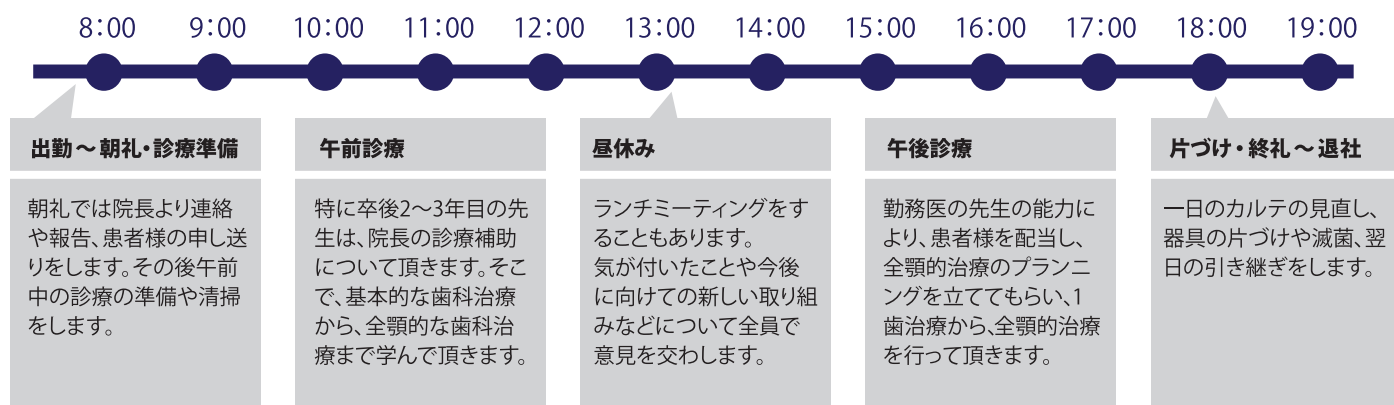 8:00 9:00 10:00 11:00 12:00 13:00 14:00 15:00 16:00 17:00 18:00 19:00
出勤～朝礼・診療準備
朝礼では院長より連絡
や報告、患者様の申し送
りをします。その後午前
中の診療の準備や清掃
をします。
午前診療
特に卒後2～3年目の先
生は、院長の診療補助
について頂きます。そこ
で、基本的な歯科治療
から、全顎的な歯科治
療まで学んで頂きます。
昼休み
ランチミーティングをす
ることもあります。
気が付いたことや今後
に向けての新しい取り組
みなどについて全員で
意見を交わします。
午後診療
勤務医の先生の能力に
より、患者様を配当し、
全顎的治療のプランニ
ングを立ててもらい、1
歯治療から、全顎的治療
を行って頂きます。
片づけ・終礼～退社
一日のカルテの見直し、
器具の片づけや滅菌、翌
日の引き継ぎをします。